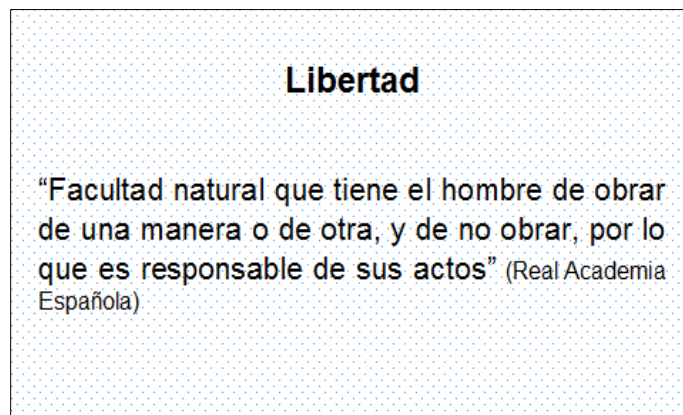 Libertad
“Facultad natural que tiene el hombre de obrar
de una manera o de otra, y de no obrar, por lo
que es responsable de sus actos” (Real Academia
Española)